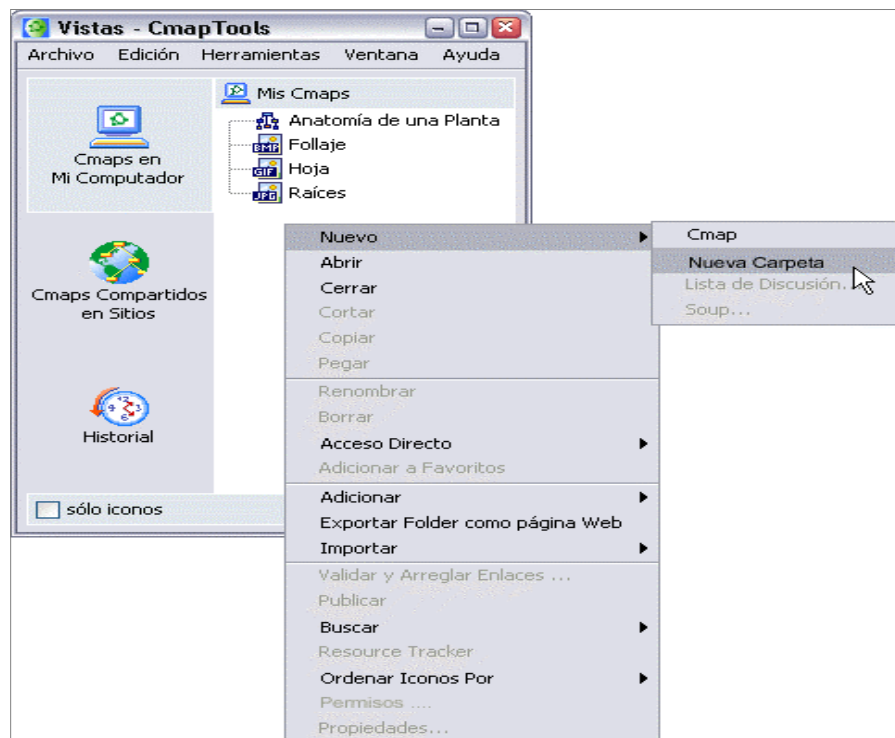 Vistas - CmapTools
Archivo Edición Herramientas Ventana Ayuda
Mis Cmaps
Anatomía de una Planta
BMP Follaje
GIF Hoja
JPG Raíces
Cmaps en
Mi Computador
Cmaps Compartidos
en Sitios
Historial
sólo iconos
Nuevo
Abrir
Cerrar
Cortar
Copiar
Pegar
Renombrar
Borrar
Acceso Directo
Adicionar a Favoritos
Adicionar
Exportar Folder como página Web
Importar
Validar y Arreglar Enlaces ...
Publicar
Buscar
Resource Tracker
Ordenar Iconos Por
Permisos ....
Propiedades...
Cmap
Nueva Carpeta
Lista de Discusión...
Soup...